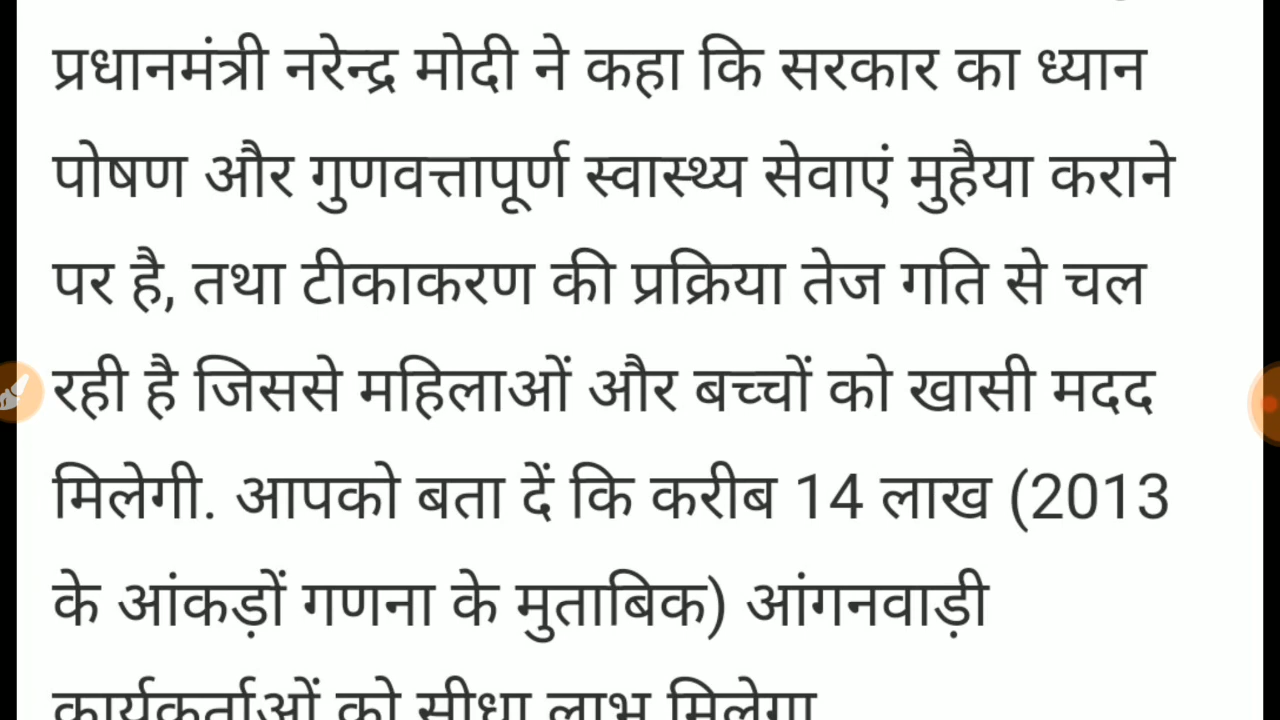 प्रधानमंत्री नरेन्द्र मोदी ने कहा कि सरकार का ध्यान
पोषण और गुणवत्तापूर्ण स्वास्थ्य सेवाएं मुहैया कराने
पर है, तथा टीकाकरण की प्रक्रिया तेज गति से चल
रही है जिससे महिलाओं और बच्चों को खासी मदद
मिलेगी. आपको बता दें कि करीब 14 लाख (2013
के आंकड़ों गणना के मुताबिक) आंगनवाड़ी
कार्यकर्ताओं को सीधा लाभ मिलेगा